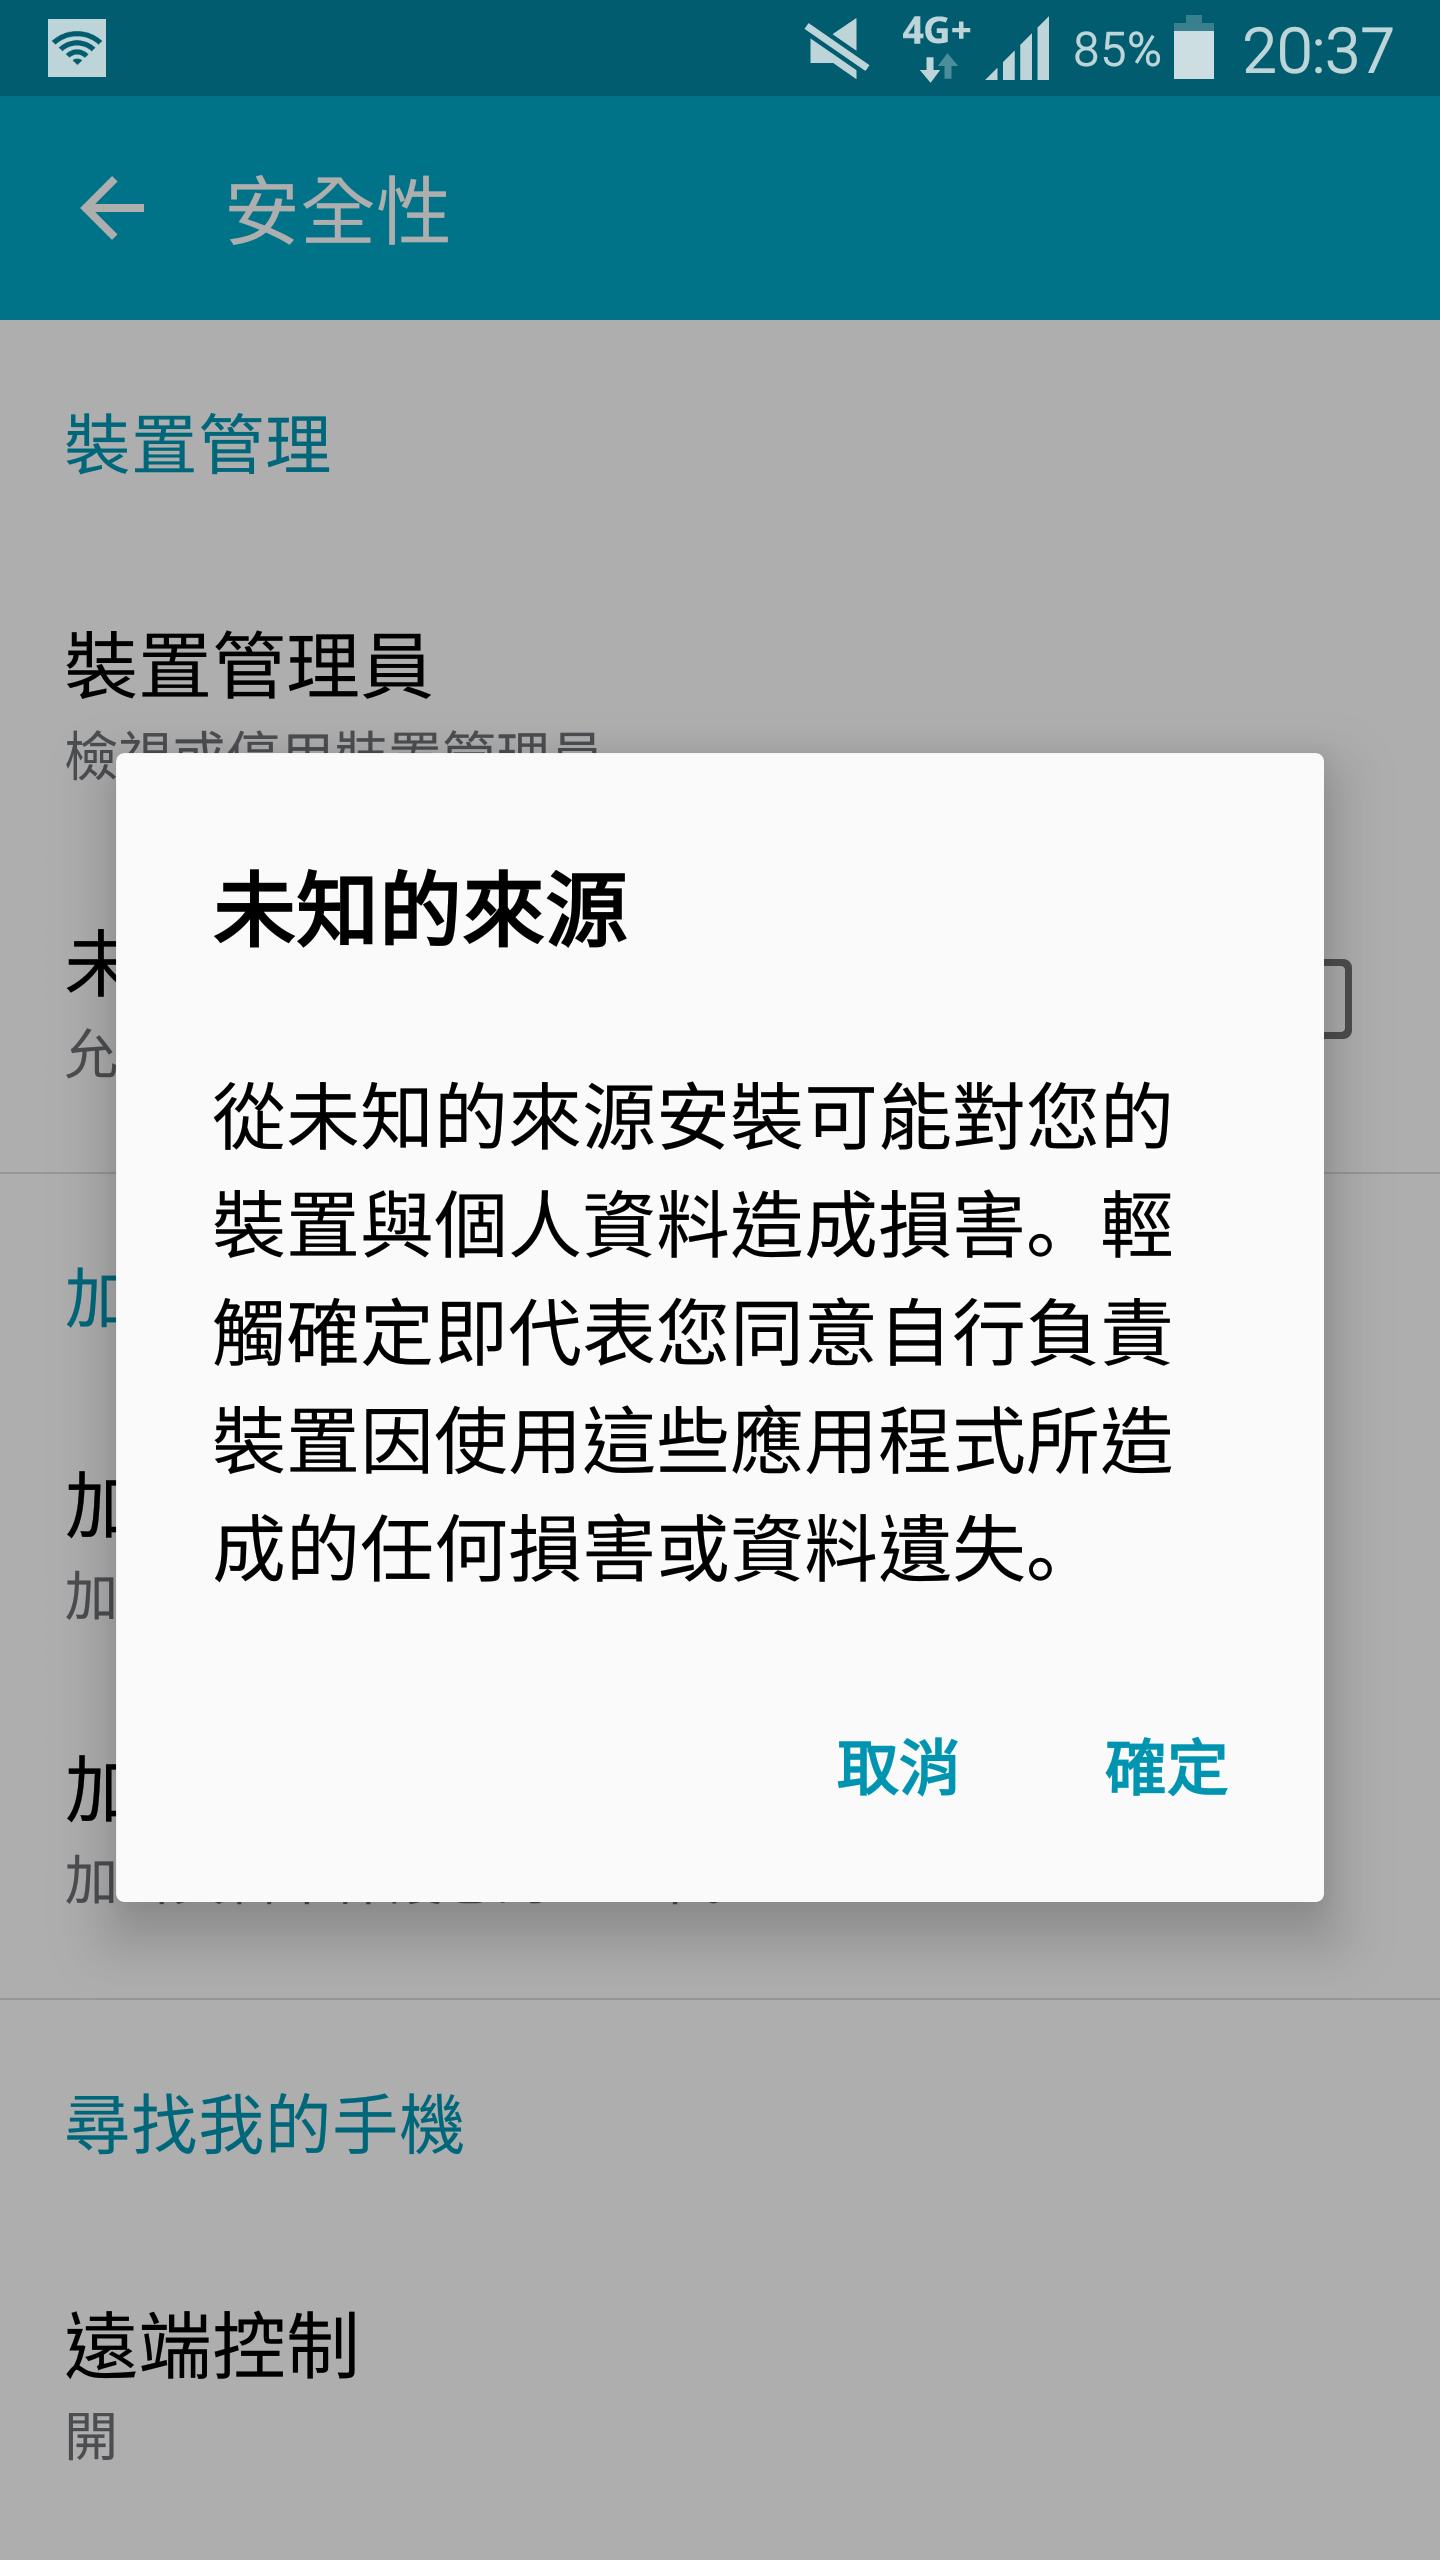 4G+ 85% 20:37
安全性
裝置管理
裝置管理員
檢視或停用裝置管理員
未知的來源
從未知的來源安裝可能對您的
裝置與個人資料造成損害。輕
觸確定即代表您同意自行負責
裝置因使用這些應用程式所造
成的任何損害或資料遺失。
取消 確定
未
允
加
加
加
加
加
尋找我的手機
遠端控制
開